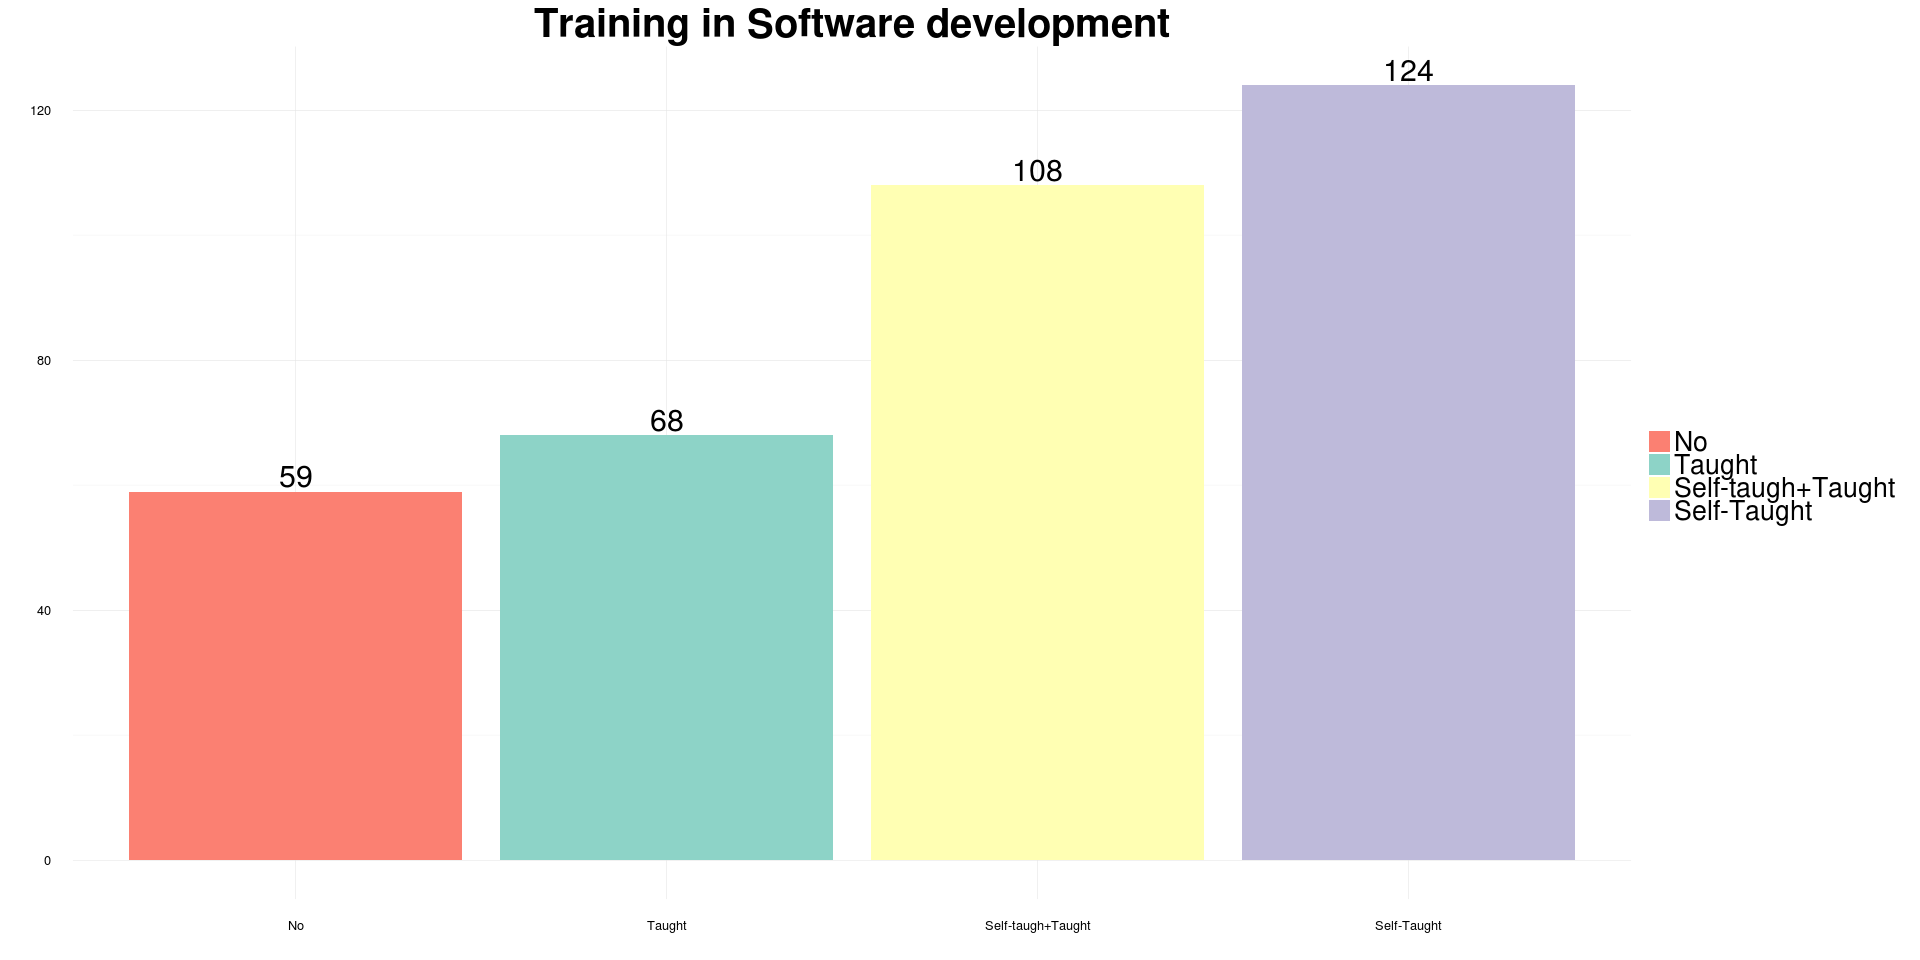 Training in Software development
124
120
108
80
68
59
40
0
No
Taught
Self-taugh+Taught
Self-Taught
No
Taught
Self-taugh+Taught
Self-Taught